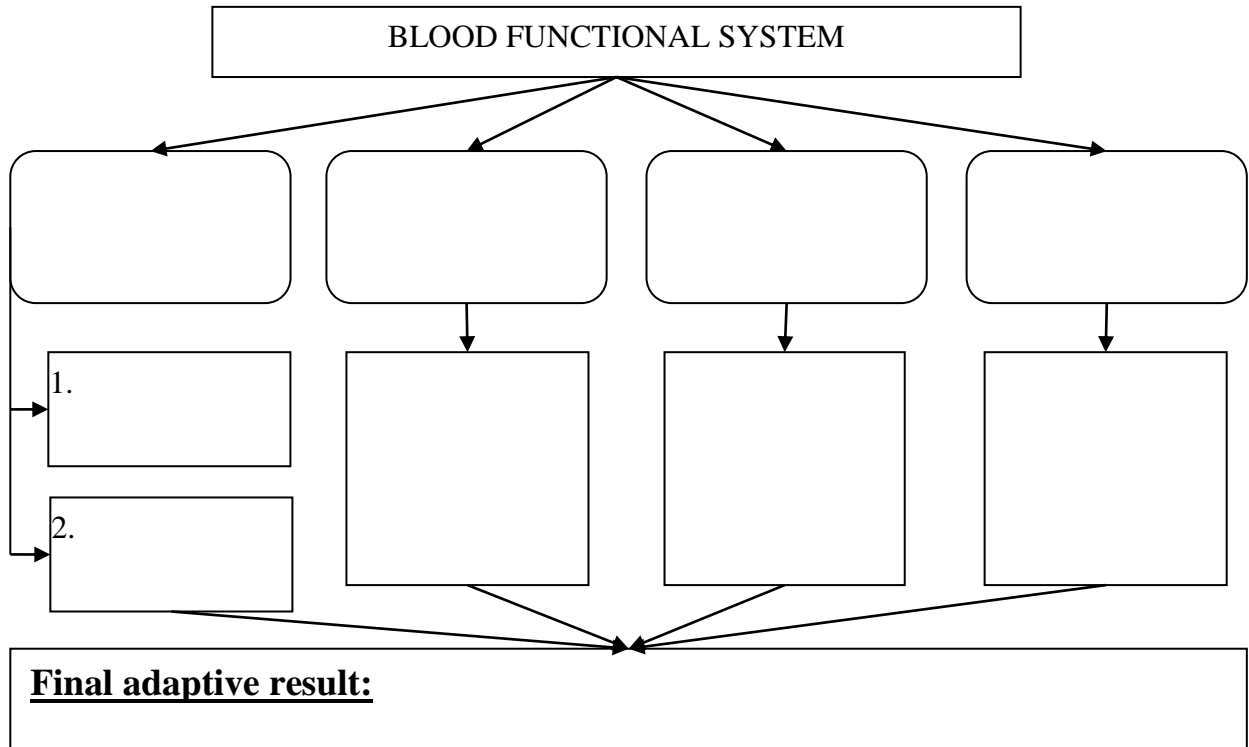 BLOOD FUNCTIONAL SYSTEM
1.
2.
Final adaptive result: